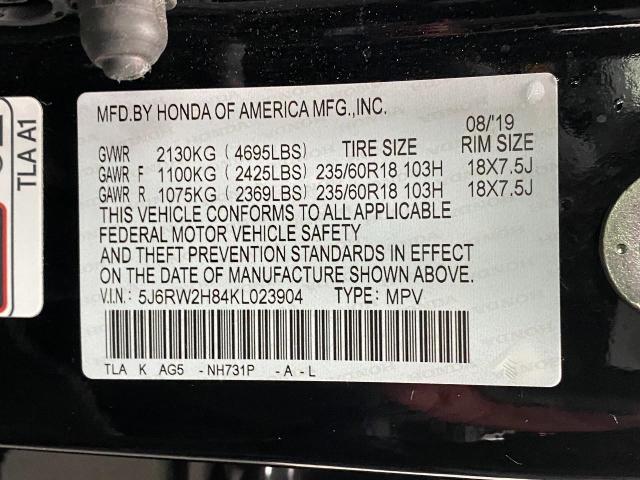 MFD.BY HONDA OF AMERICA MFG.,INC.
08/'19
GVWR 2130KG ( 4695LBS) TIRE SIZE RIM SIZE
GAWR F 1100KG ( 2425LBS) 235/60R18 103H 18X7.5J
GAWR R 1075KG ( 2369LBS) 235/60R18 103H 18X7.5J
THIS VEHICLE CONFORMS TO ALL APPLICABLE
FEDERAL MOTOR VEHICLE SAFETY
AND THEFT PREVENTION STANDARDS IN EFFECT
ON THE DATE OF MANUFACTURE SHOWN ABOVE.
V.I.N.: 5J6RW2H84KL023904 TYPE: MPV
TLA K AG5 -NH731P -A -L
TLA A1